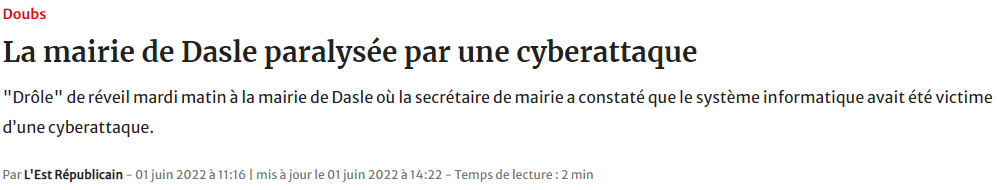 Doubs
La mairie de Dasle paralysée par une cyberattaque
"Drôle" de réveil mardi matin à la mairie de Dasle où la secrétaire de mairie a constaté que le système informatique avait été victime
d’une cyberattaque.
Par L'Est Républicain - 01 juin 2022 à 11:16 | mis à jour le 01 juin 2022 à 14:22 - Temps de lecture : 2 min